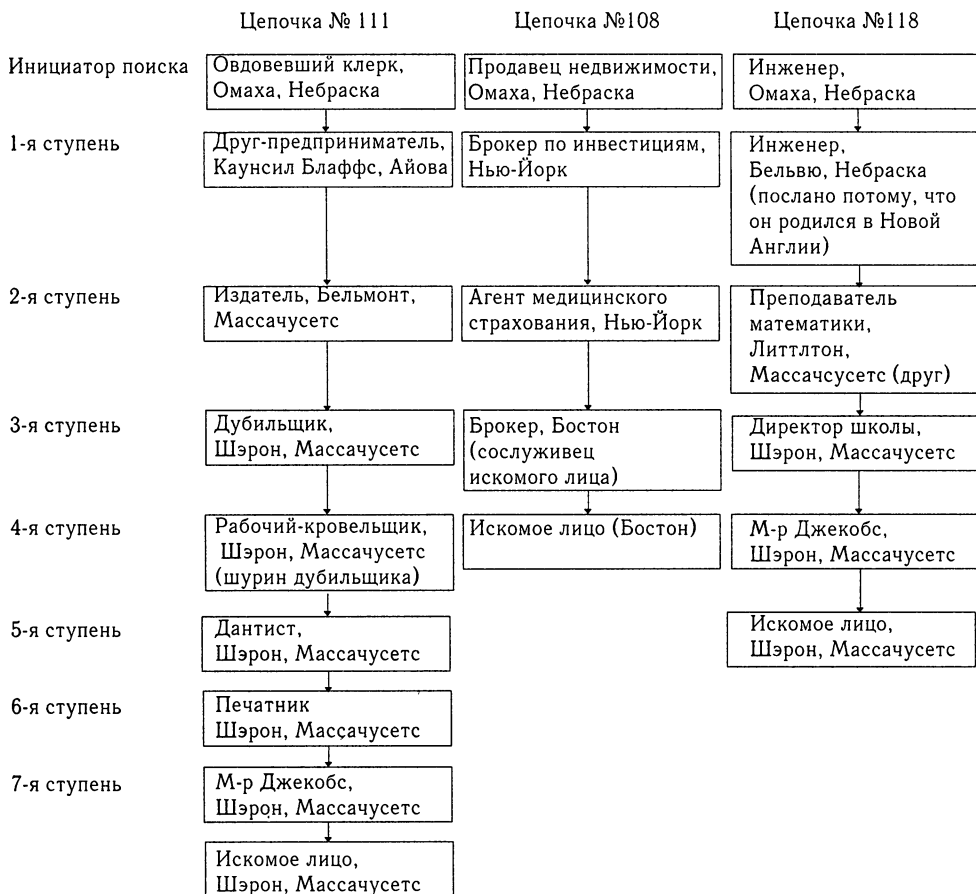 Цепочка № 111
Цепочка №108
Цепочка №118
Инициатор поиска
Овдовевший клерк,
Омаха, Небраска
Продавец недвижимости,
Омаха, Небраска
Инженер,
Омаха, Небраска
1-я ступень
Друг-предприниматель,
Каунсил Блаффс, Айова
Брокер по инвестициям,
Нью-Йорк
Инженер,
Бельвю, Небраска
(послано потому, что
он родился в Новой
Англии)
2-я ступень
Издатель, Бельмонт,
Массачусетс
Агент медицинского
страхования, Нью-Йорк
Преподаватель
математики,
Литтлтон,
Массачсусетс (друг)
3-я ступень
Дубильщик,
Шэрон, Массачусетс
Брокер, Бостон
(сослуживец
искомого лица)
Директор школы,
Шэрон, Массачусетс
4-я ступень
Рабочий-кровельщик,
Шэрон, Массачусетс
(шурин дубильщика)
Искомое лицо (Бостон)
М-р Джекобс,
Шэрон, Массачусетс
5-я ступень
Дантист,
Шэрон, Массачусетс
Искомое лицо,
Шэрон, Массачусетс
6-я ступень
Печатник
Шэрон, Массачусетс
7-я ступень
М-р Джекобс,
Шэрон, Массачусетс
Искомое лицо,
Шэрон, Массачусетс